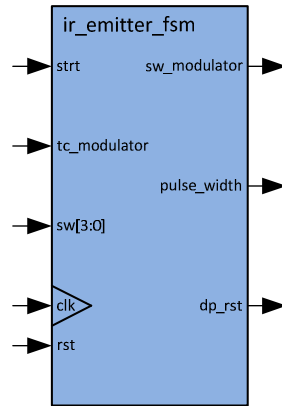 ir_emitter_fsm
strt
sw_modulator
tc_modulator
pulse_width
sw[3:0]
clk
dp_rst
rst